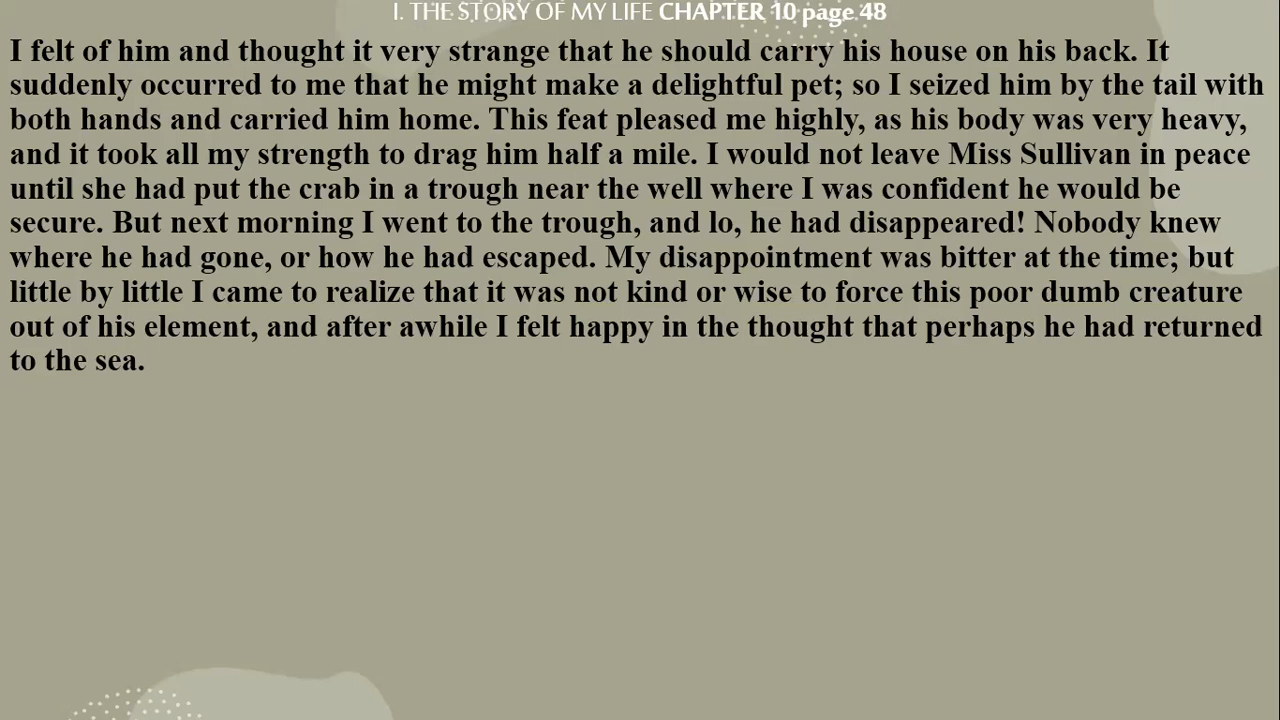 I. THE STORY OF MY LIFE CHAPTER 10 page 48
I felt of him and thought it very strange that he should carry his house on his back. It
suddenly occurred to me that he might make a delightful pet; so I seized him by the tail with
both hands and carried him home. This feat pleased me highly, as his body was very heavy,
and it took all my strength to drag him half a mile. I would not leave Miss Sullivan in peace
until she had put the crab in a trough near the well where I was confident he would be
secure. But next morning I went to the trough, and lo, he had disappeared! Nobody knew
where he had gone, or how he had escaped. My disappointment was bitter at the time; but
little by little I came to realize that it was not kind or wise to force this poor dumb creature
out of his element, and after awhile I felt happy in the thought that perhaps he had returned
to the sea.